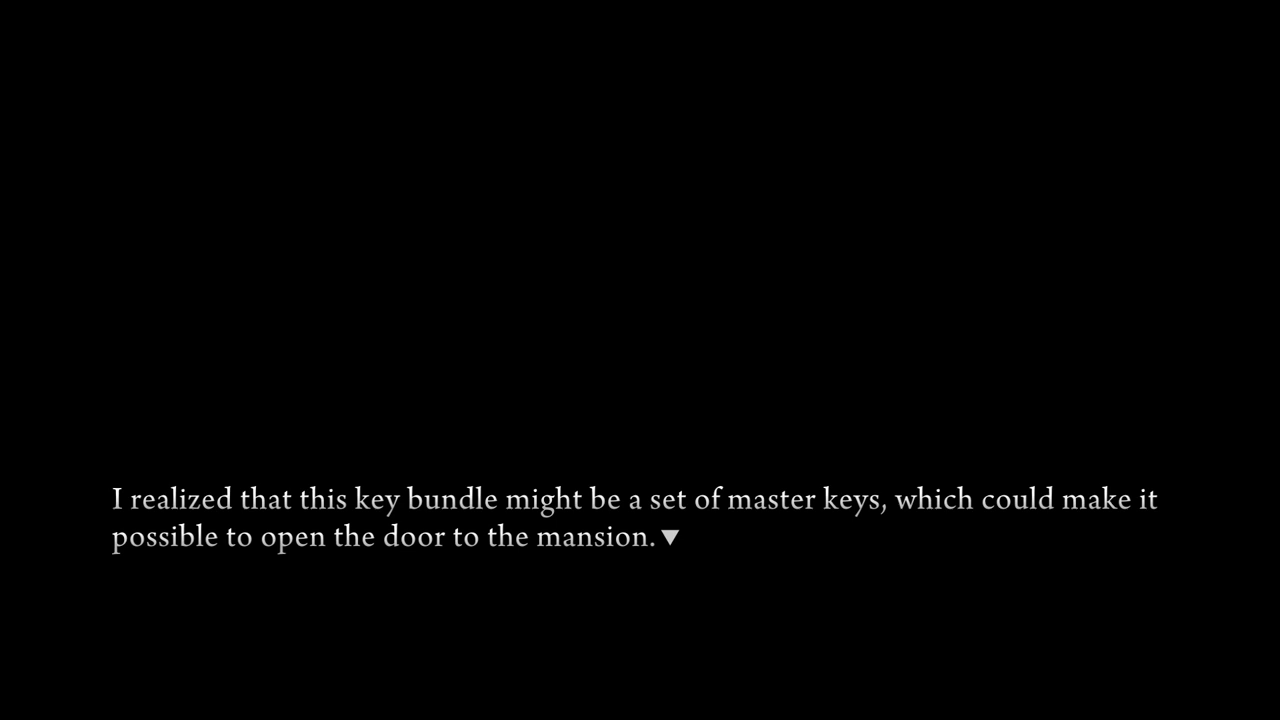 I realized that this key bundle might be a set of master keys, which could make it
possible to open the door to the mansion.▼